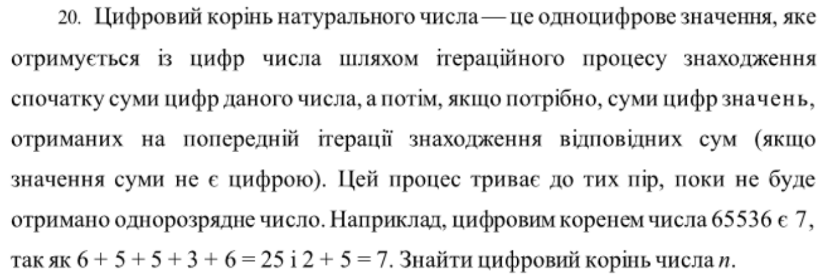 20. Цифровий корінь натурального числа — це одноцифрове значення, яке
отримується із цифр числа шляхом ітераційного процесу знаходження
спочатку суми цифр даного числа, а потім, якщо потрібно, суми цифр значень,
отриманих на попередній ітерації знаходження відповідних сум (якщо
значення суми не є цифрою). Цей процес триває до тих пір, поки не буде
отримано однорозрядне число. Наприклад, цифровим коренем числа 65536 є 7,
так як 6 + 5 + 5 + 3 + 6 = 25 і 2 + 5 = 7. Знайти цифровий корінь числа n.